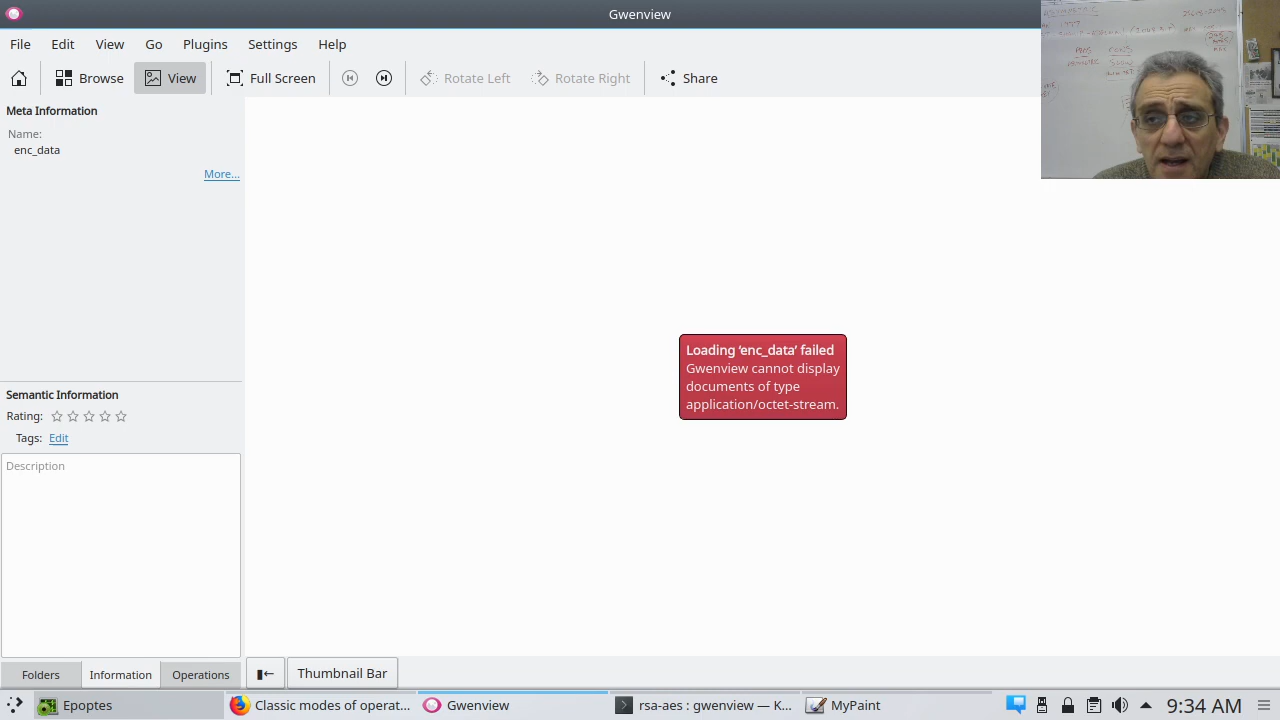 Gwenview
File Edit View Go Plugins Settings Help
Browse View Full Screen Rotate Left Rotate Right Share
Meta Information
Name:
enc_data
More...
Loading ‘enc_data’ failed
Gwenview cannot display
documents of type
application/octet-stream.
Semantic Information
Rating:
Tags: Edit
Description
Folders Information Operations Thumbnail Bar
Epoptes Classic modes of operat... Gwenview rsa-aes : gwenview — K... MyPaint 9:34 AM